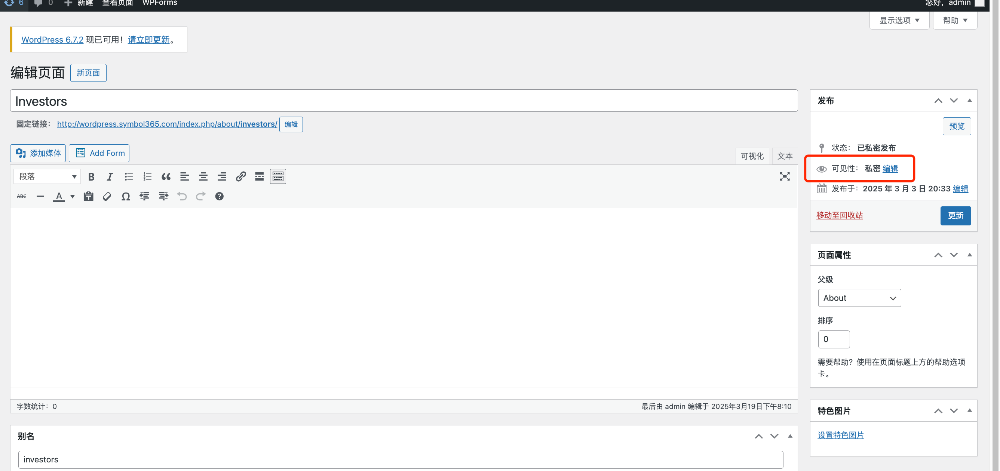 6 0 新建 查看页面 WPForms 您好，admin
显示选项 帮助
WordPress 6.7.2 现已可用！请立即更新。
编辑页面 新页面
Investors
固定链接： http://wordpress.symbol365.com/index.php/about/investors/ 编辑
添加媒体 Add Form 可视化 文本
段落
ABC
字数统计：0 最后由 admin 编辑于 2025年3月19日下午8:10
别名
investors
发布
预览
状态： 已私密发布
可见性： 私密 编辑
发布于：2025 年 3 月 3 日 20:33 编辑
移动至回收站 更新
页面属性
父级
About
排序
0
需要帮助？使用在页面标题上方的帮助选项
卡。
特色图片
设置特色图片